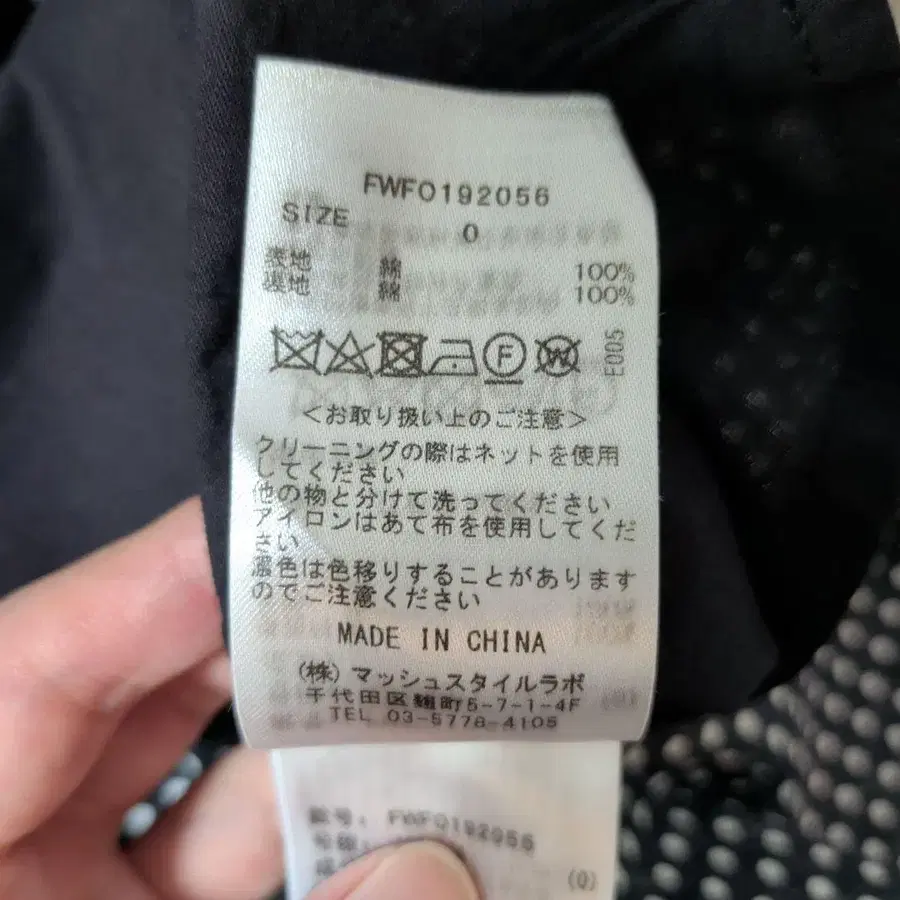 FWFO192056
SIZE 0
表地 綿 100%
裏地 綿 100%
F W E005
<お取り扱い上のご注意>
クリーニングの際はネットを使用
してください
他の物と分けて洗ってください
アイロンはあて布を使用してくだ
さい
濃色は色移りすることがあります
のでご注意ください
MADE IN CHINA
(株) マッシュスタイルラボ
千代田区麹町5-7-1-4F
TEL 03-5778-4105
款号: FWFO192056
(0)